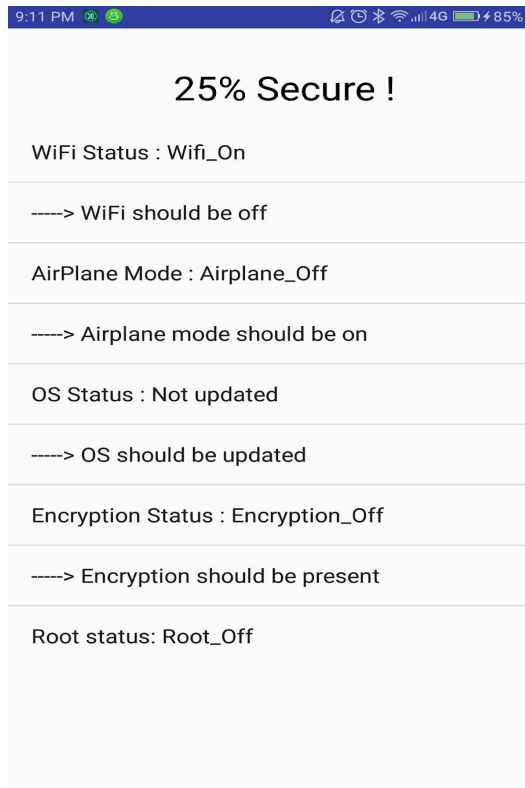 9:11 PM 4G 85%
25% Secure !
WiFi Status : Wifi_On
-----> WiFi should be off
AirPlane Mode : Airplane_Off
-----> Airplane mode should be on
OS Status : Not updated
-----> OS should be updated
Encryption Status : Encryption_Off
-----> Encryption should be present
Root status: Root_Off